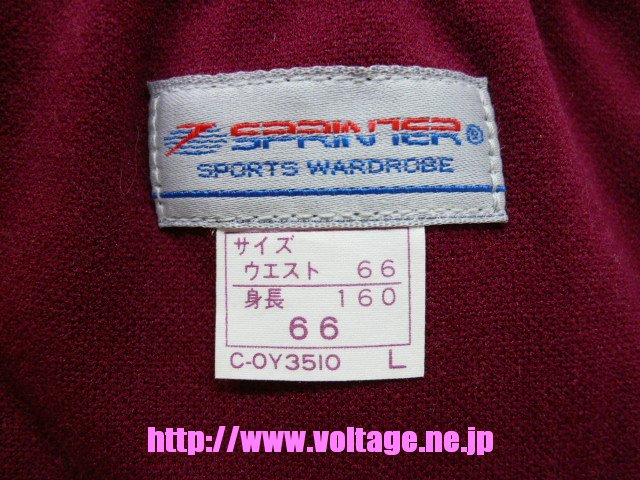 SPRINTER®
SPORTS WARDROBE
サイズ
ウエスト 66
身長 160
66
C-OY3510 L
http://www.voltage.ne.jp